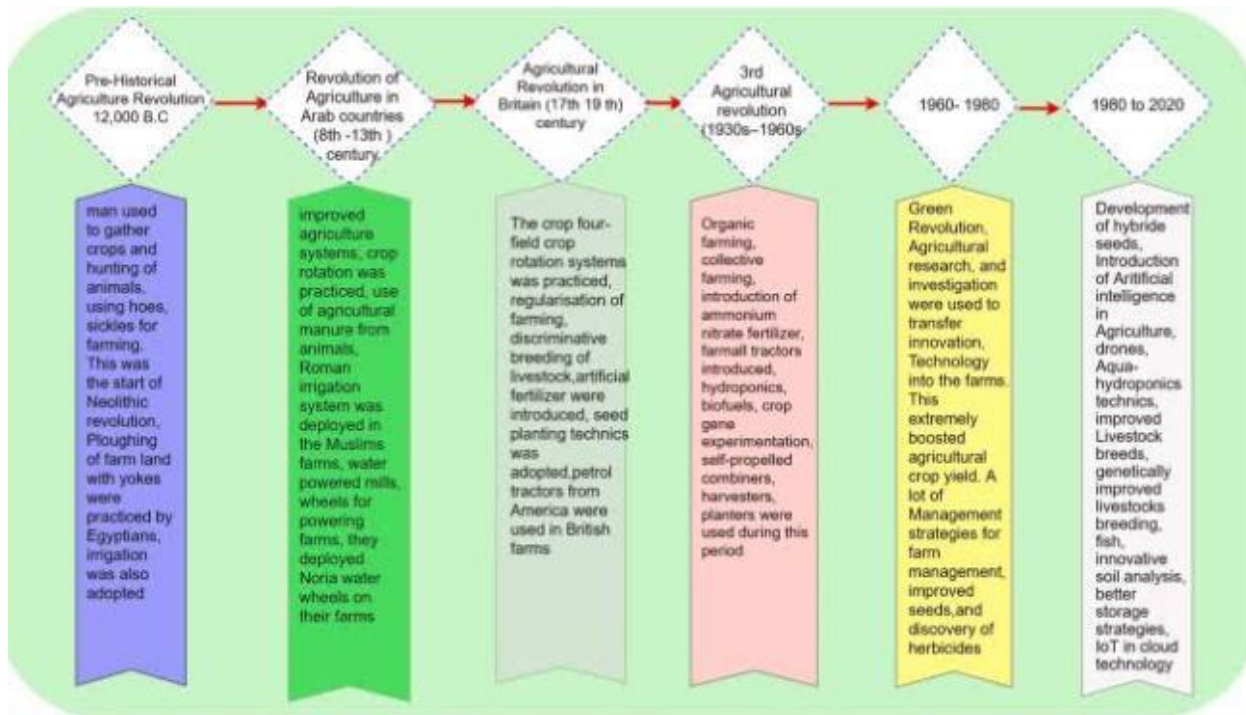 Pre-Historical
Agriculture Revolution
12,000 B.C
Revolution of
Agriculture in
Arab countries
(8th -13th )
century.
Agricultural
Revolution in
Britain (17th 19 th)
century
3rd
Agricultural
revolution
(1930s–1960s
1960- 1980
1980 to 2020
man used
to gather
crops and
hunting of
animals,
using hoes,
sickles for
farming.
This was
the start of
Neolithic
revolution,
Ploughing
of farm land
with yokes
were
practiced by
Egyptians,
irrigation
was also
adopted
improved
agriculture
systems, crop
rotation was
practiced, use
of agricultural
manure from
animals,
Roman
irrigation
system was
deployed in
the Muslims
farms, water
powered mills,
wheels for
powering
farms, they
deployed
Noria water
wheels on
their farms
The crop four-
field crop
rotation systems
was practiced,
regularisation of
farming,
discriminative
breeding of
livestock,artificial
fertilizer were
introduced, seed
planting technics
was
adopted,petrol
tractors from
America were
used in British
farms
Organic
farming,
collective
farming,
introduction of
ammonium
nitrate fertilizer,
farmall tractors
introduced,
hydroponics,
biofuels, crop
gene
experimentation,
self-propelled
combiners,
harvesters,
planters were
used during this
period
Green
Revolution,
Agricultural
research, and
investigation
were used to
transfer
innovation,
Technology
into the farms.
This
extremely
boosted
agricultural
crop yield. A
lot of
Management
strategies for
farm
management,
improved
seeds,and
discovery of
herbicides
Development
of hybride
seeds,
Introduction
of Aritificial
intelligence
in
Agriculture,
drones,
Aqua-
hydroponics
technics,
improved
Livestock
breeds,
genetically
improved
livestocks
breeding,
fish,
innovative
soil analysis,
better
storage
strategies,
IoT in cloud
technology